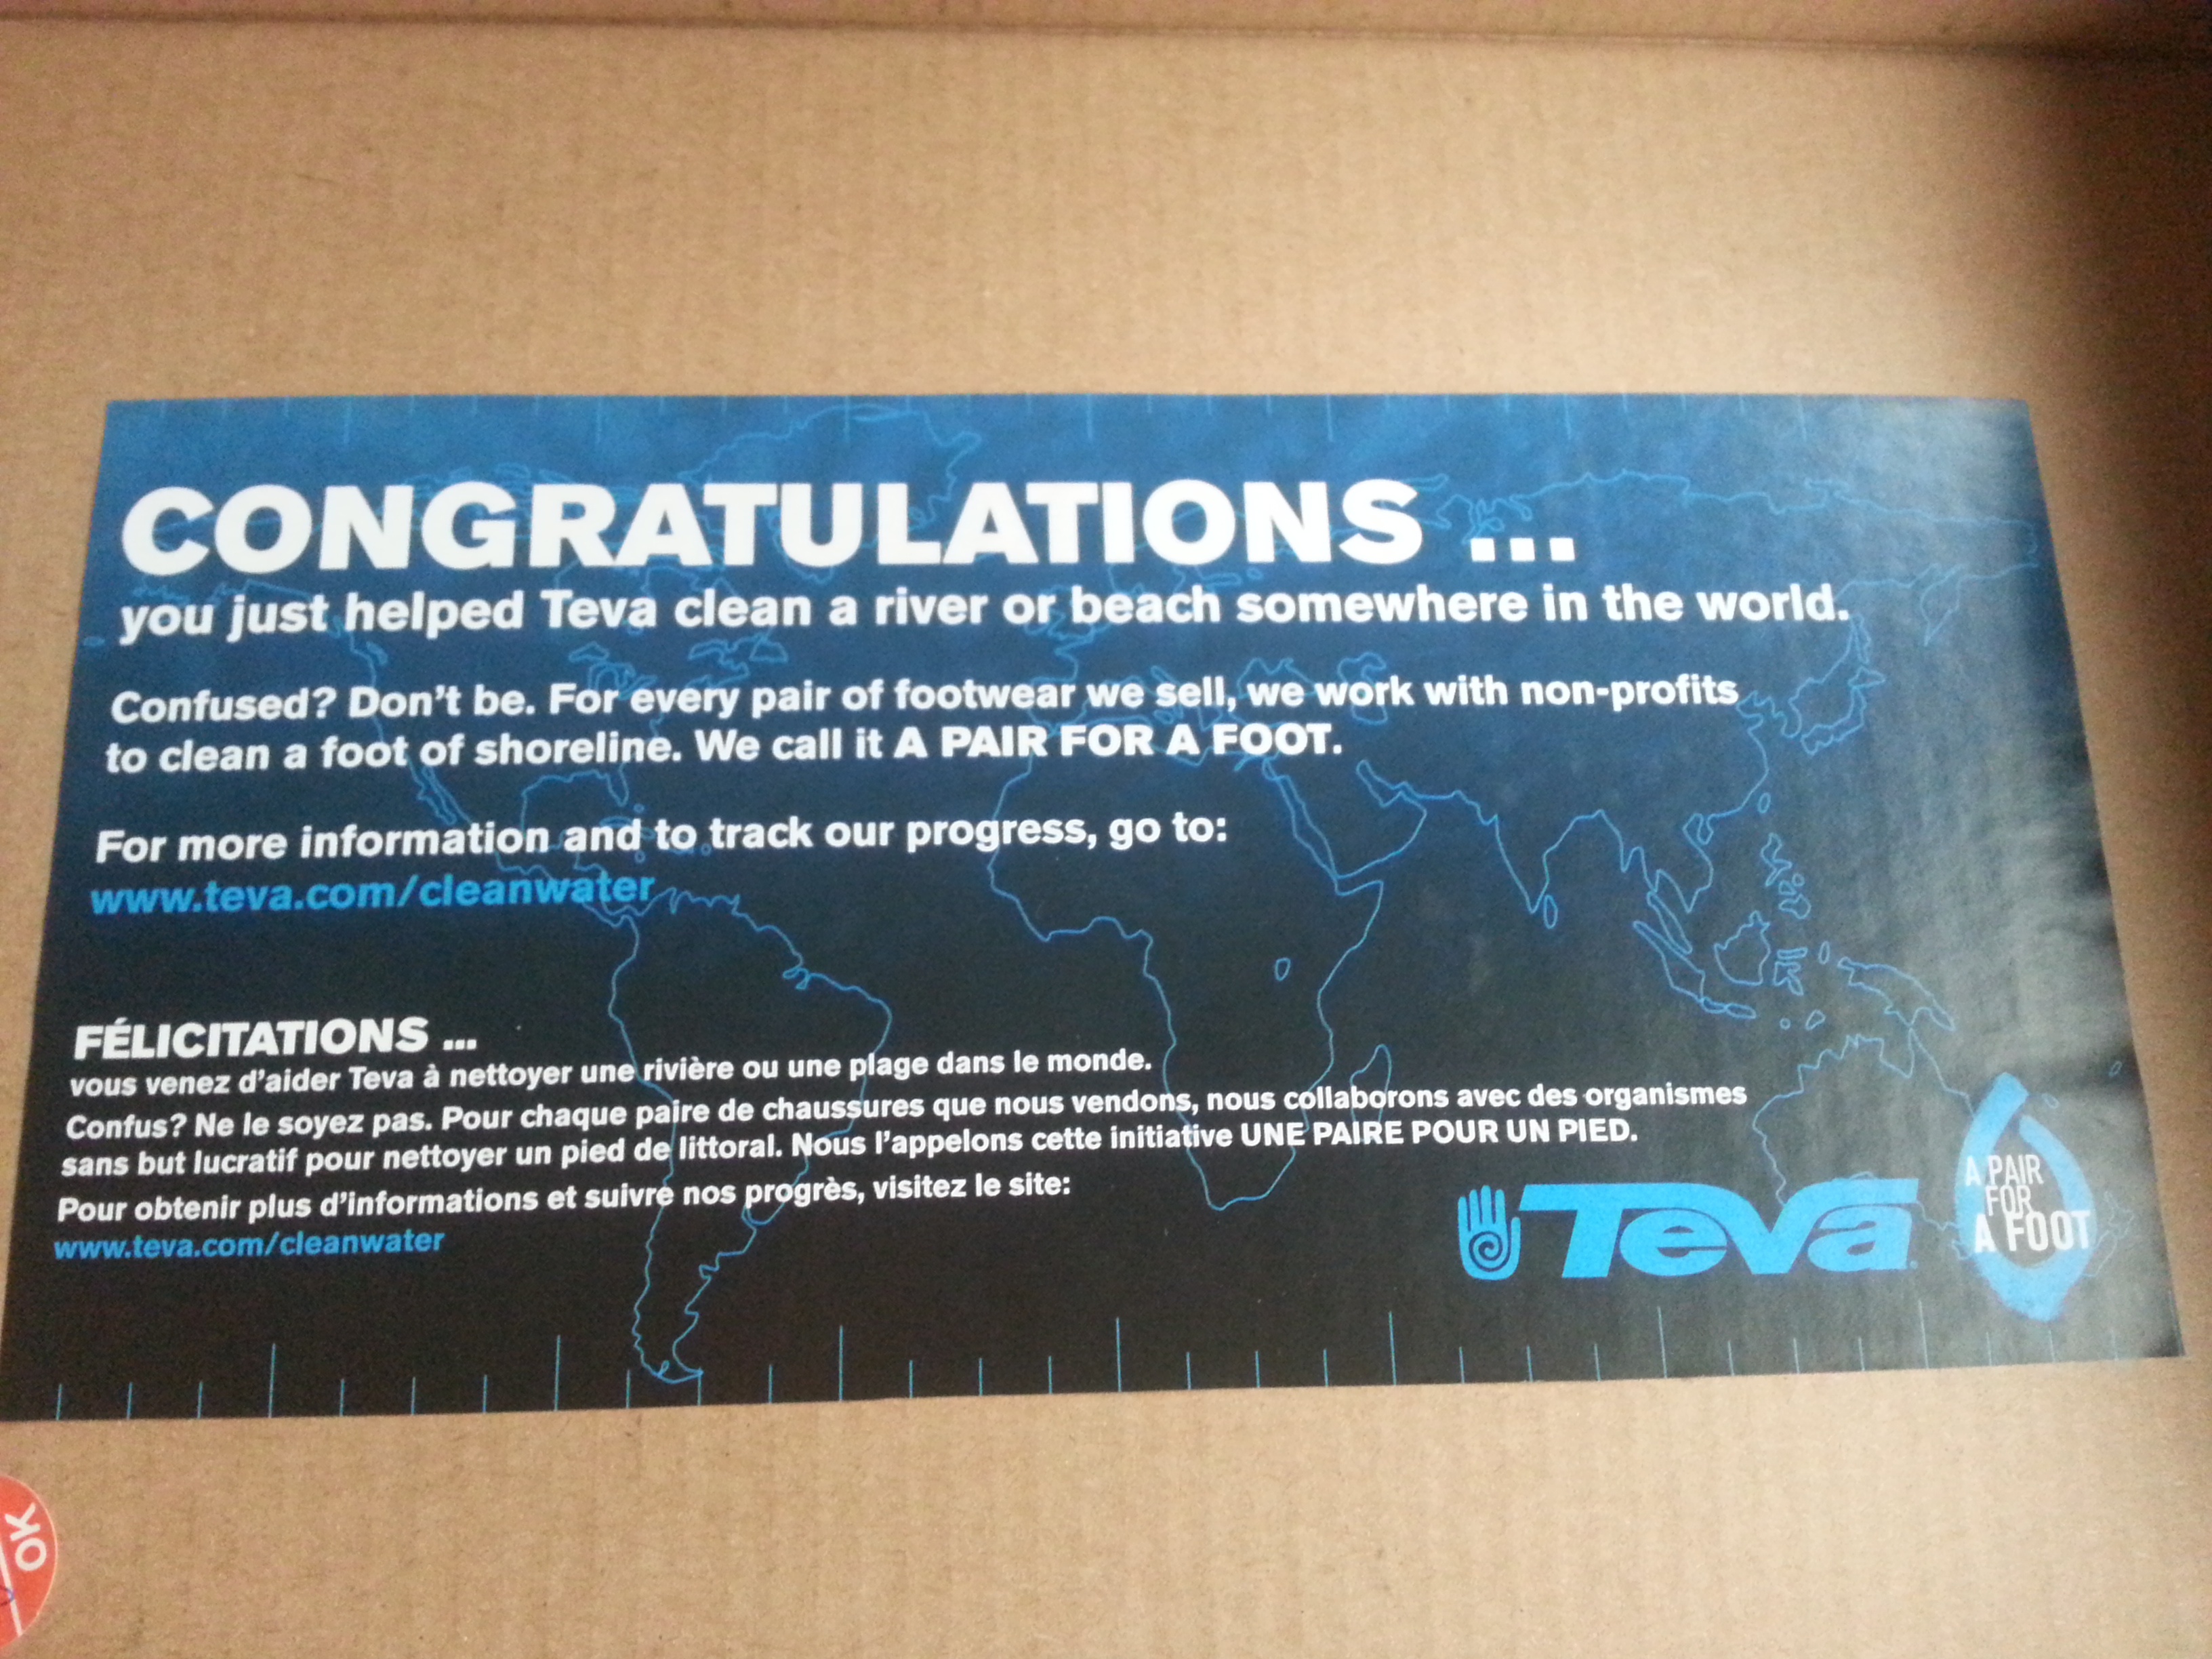 CONGRATULATIONS ...
you just helped Teva clean a river or beach somewhere in the world.
Confused? Don't be. For every pair of footwear we sell, we work with non-profits
to clean a foot of shoreline. We call it A PAIR FOR A FOOT.
For more information and to track our progress, go to:
www.teva.com/cleanwater
FÉLICITATIONS ...
vous venez d'aider Teva à nettoyer une rivière ou une plage dans le monde.
Confus? Ne le soyez pas. Pour chaque paire de chaussures que nous vendons, nous collaborons avec des organismes
sans but lucratif pour nettoyer un pied de littoral. Nous l'appelons cette initiative UNE PAIRE POUR UN PIED.
Pour obtenir plus d'informations et suivre nos progrès, visitez le site:
www.teva.com/cleanwater
Teva
A PAIR
FOR
A FOOT
OK